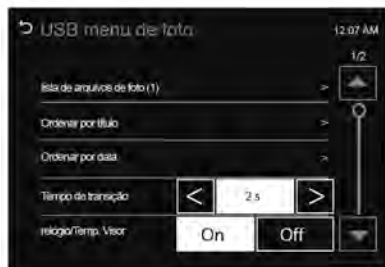 USB menu de foto
12:07 AM
1/2
lista de arquivos de foto (1) >
Ordenar por título >
Ordenar por data >
Tempo de transição < 2 s >
relógio/Temp. Visor On Off